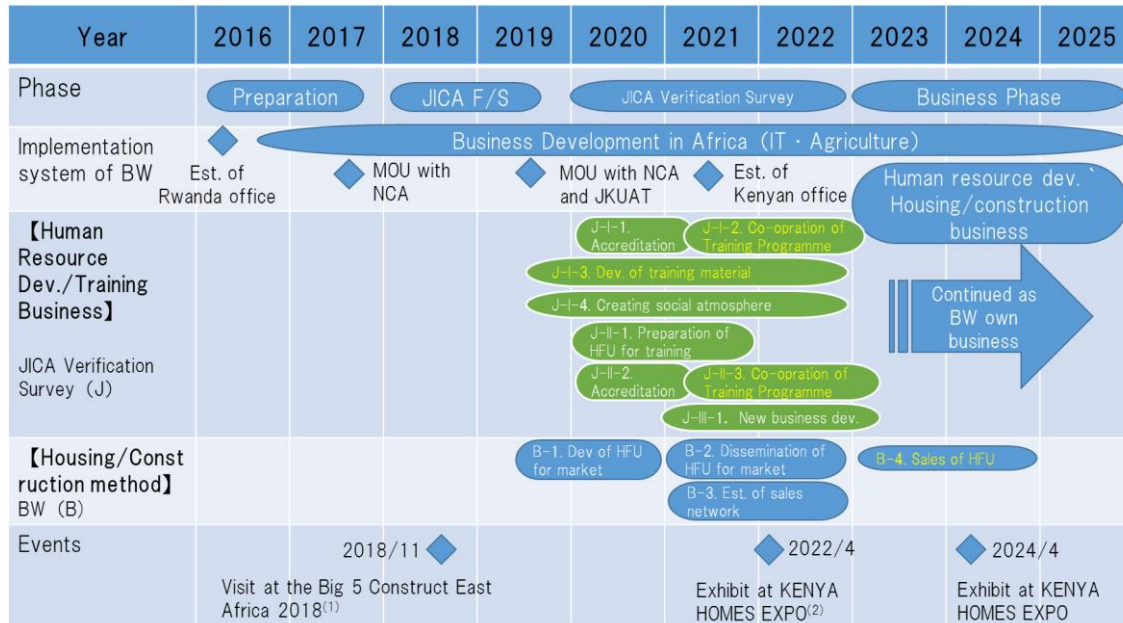 Year 2016 2017 2018 2019 2020 2021 2022 2023 2024 2025
Phase
Preparation
JICA F/S
JICA Verification Survey
Business Phase
Implementation
system of BW
Business Development in Africa (IT・Agriculture)
Est. of
Rwanda office
MOU with
NCA
MOU with NCA
and JKUAT
Est. of
Kenyan office
Human resource dev.`
Housing/construction
business
【Human
Resource
Dev./Training
Business】
JICA Verification
Survey (J)
J-I-1.
Accreditation
J-I-2. Co-opration of
Training Programme
J-I-3. Dev. of training material
J-I-4. Creating social atmosphere
J-II-1. Preparation of
HFU for training
J-II-2.
Accreditation
J-II-3. Co-opration of
Training Programme
J-III-1. New business dev.
Continued as
BW own
business
【Housing/Const
ruction method】
BW (B)
B-1. Dev of HFU
for market
B-2. Dissemination of
HFU for market
B-3. Est. of sales
network
B-4. Sales of HFU
Events
2018/11
Visit at the Big 5 Construct East
Africa 2018(1)
2022/4
Exhibit at KENYA
HOMES EXPO(2)
2024/4
Exhibit at KENYA
HOMES EXPO